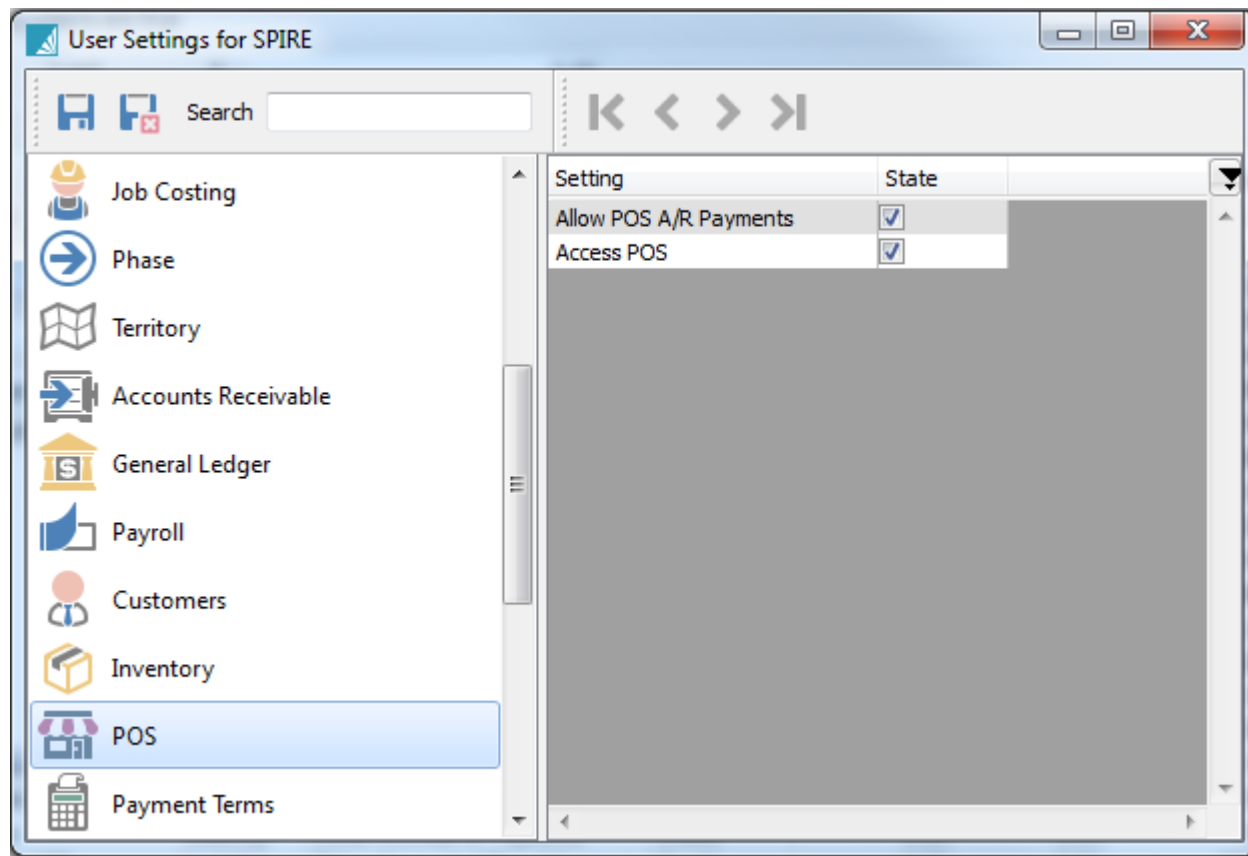 User Settings for SPIRE
Search
Job Costing
Phase
Territory
Accounts Receivable
General Ledger
Payroll
Customers
Inventory
POS
Payment Terms
Setting State
Allow POS A/R Payments
Access POS